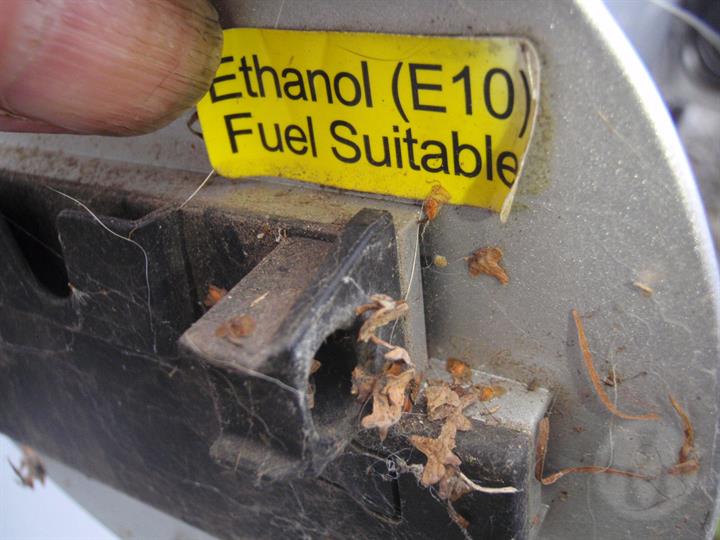 Ethanol (E10)
Fuel Suitable